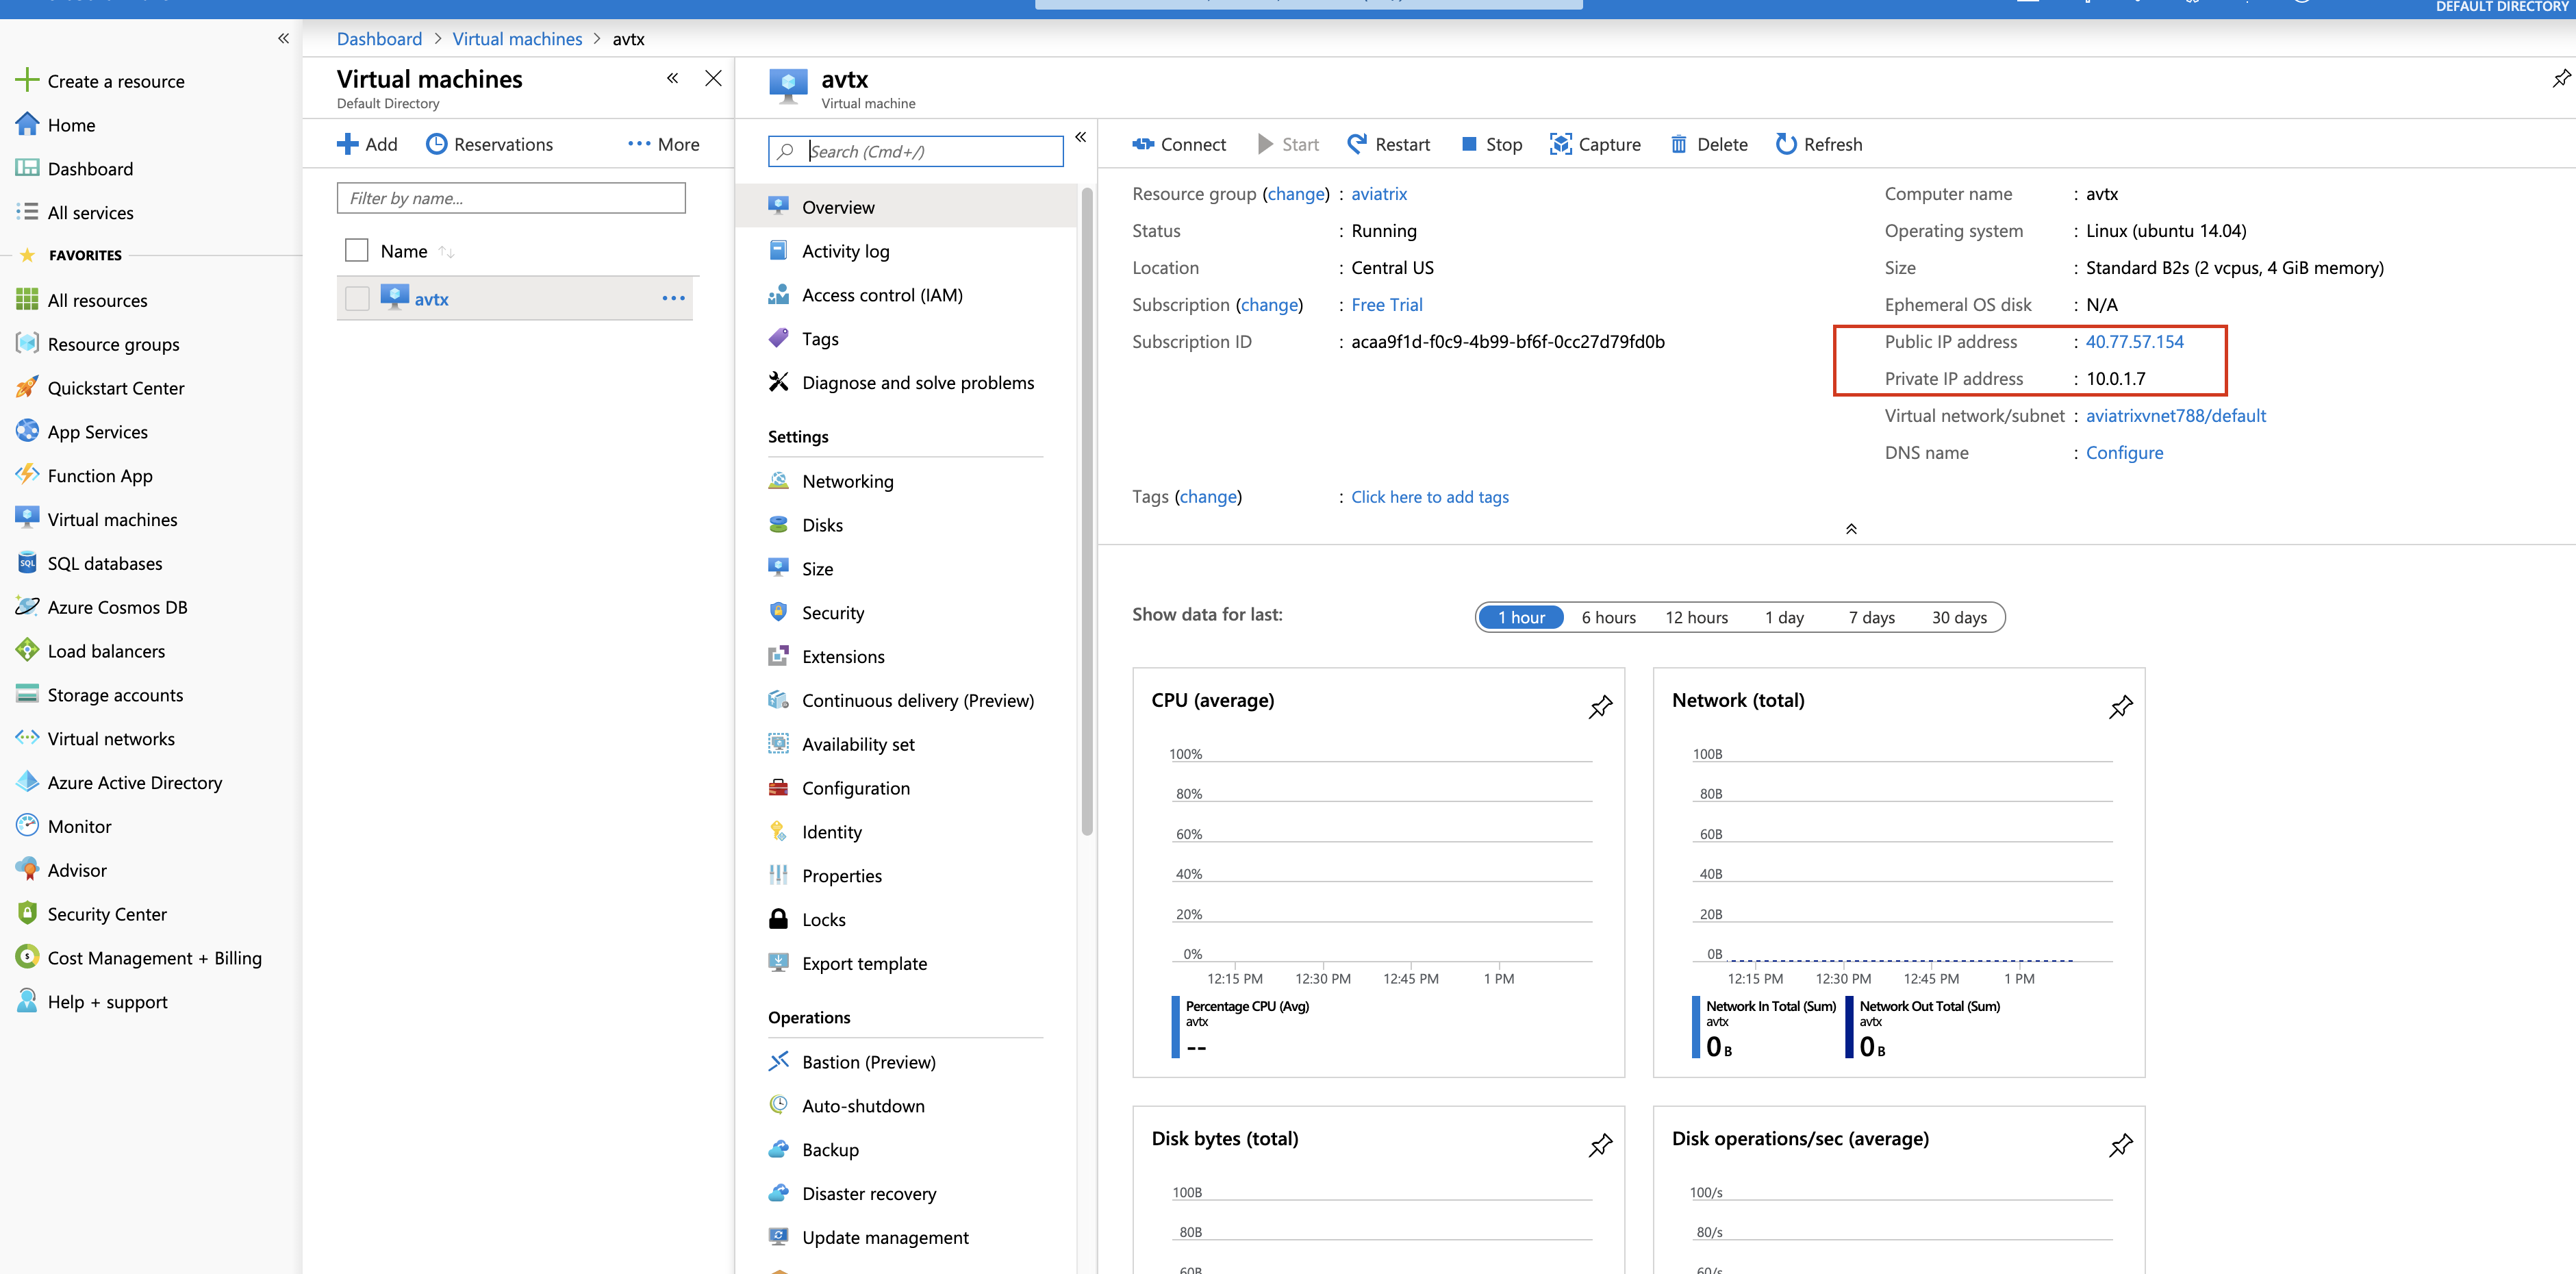 DEFAULT DIRECTORY
Dashboard > Virtual machines > avtx
Create a resource
Home
Dashboard
All services
FAVORITES
All resources
Resource groups
Quickstart Center
App Services
Function App
Virtual machines
SQL databases
Azure Cosmos DB
Load balancers
Storage accounts
Virtual networks
Azure Active Directory
Monitor
Advisor
Security Center
Cost Management + Billing
Help + support
Virtual machines
Default Directory
Add Reservations More
Filter by name...
Name
avtx
avtx
Virtual machine
Search (Cmd+/)
Overview
Activity log
Access control (IAM)
Tags
Diagnose and solve problems
Settings
Networking
Disks
Size
Security
Extensions
Continuous delivery (Preview)
Availability set
Configuration
Identity
Properties
Locks
Export template
Operations
Bastion (Preview)
Auto-shutdown
Backup
Disaster recovery
Update management
Connect Start Restart Stop Capture Delete Refresh
Resource group (change) : aviatrix
Status : Running
Location : Central US
Subscription (change) : Free Trial
Subscription ID : acaa9f1d-f0c9-4b99-bf6f-0cc27d79fd0b
Computer name : avtx
Operating system : Linux (ubuntu 14.04)
Size : Standard B2s (2 vcpus, 4 GiB memory)
Ephemeral OS disk : N/A
Public IP address : 40.77.57.154
Private IP address : 10.0.1.7
Virtual network/subnet : aviatrixvnet788/default
DNS name : Configure
Tags (change) : Click here to add tags
Show data for last:
1 hour 6 hours 12 hours 1 day 7 days 30 days
CPU (average)
100%
80%
60%
40%
20%
0%
12:15 PM 12:30 PM 12:45 PM 1 PM
Percentage CPU (Avg)
avtx
--
Network (total)
100B
80B
60B
40B
20B
0B
12:15 PM 12:30 PM 12:45 PM 1 PM
Network In Total (Sum)
avtx
0 B
Network Out Total (Sum)
avtx
0 B
Disk bytes (total)
100B
80B
60B
Disk operations/sec (average)
100/s
80/s
60/s